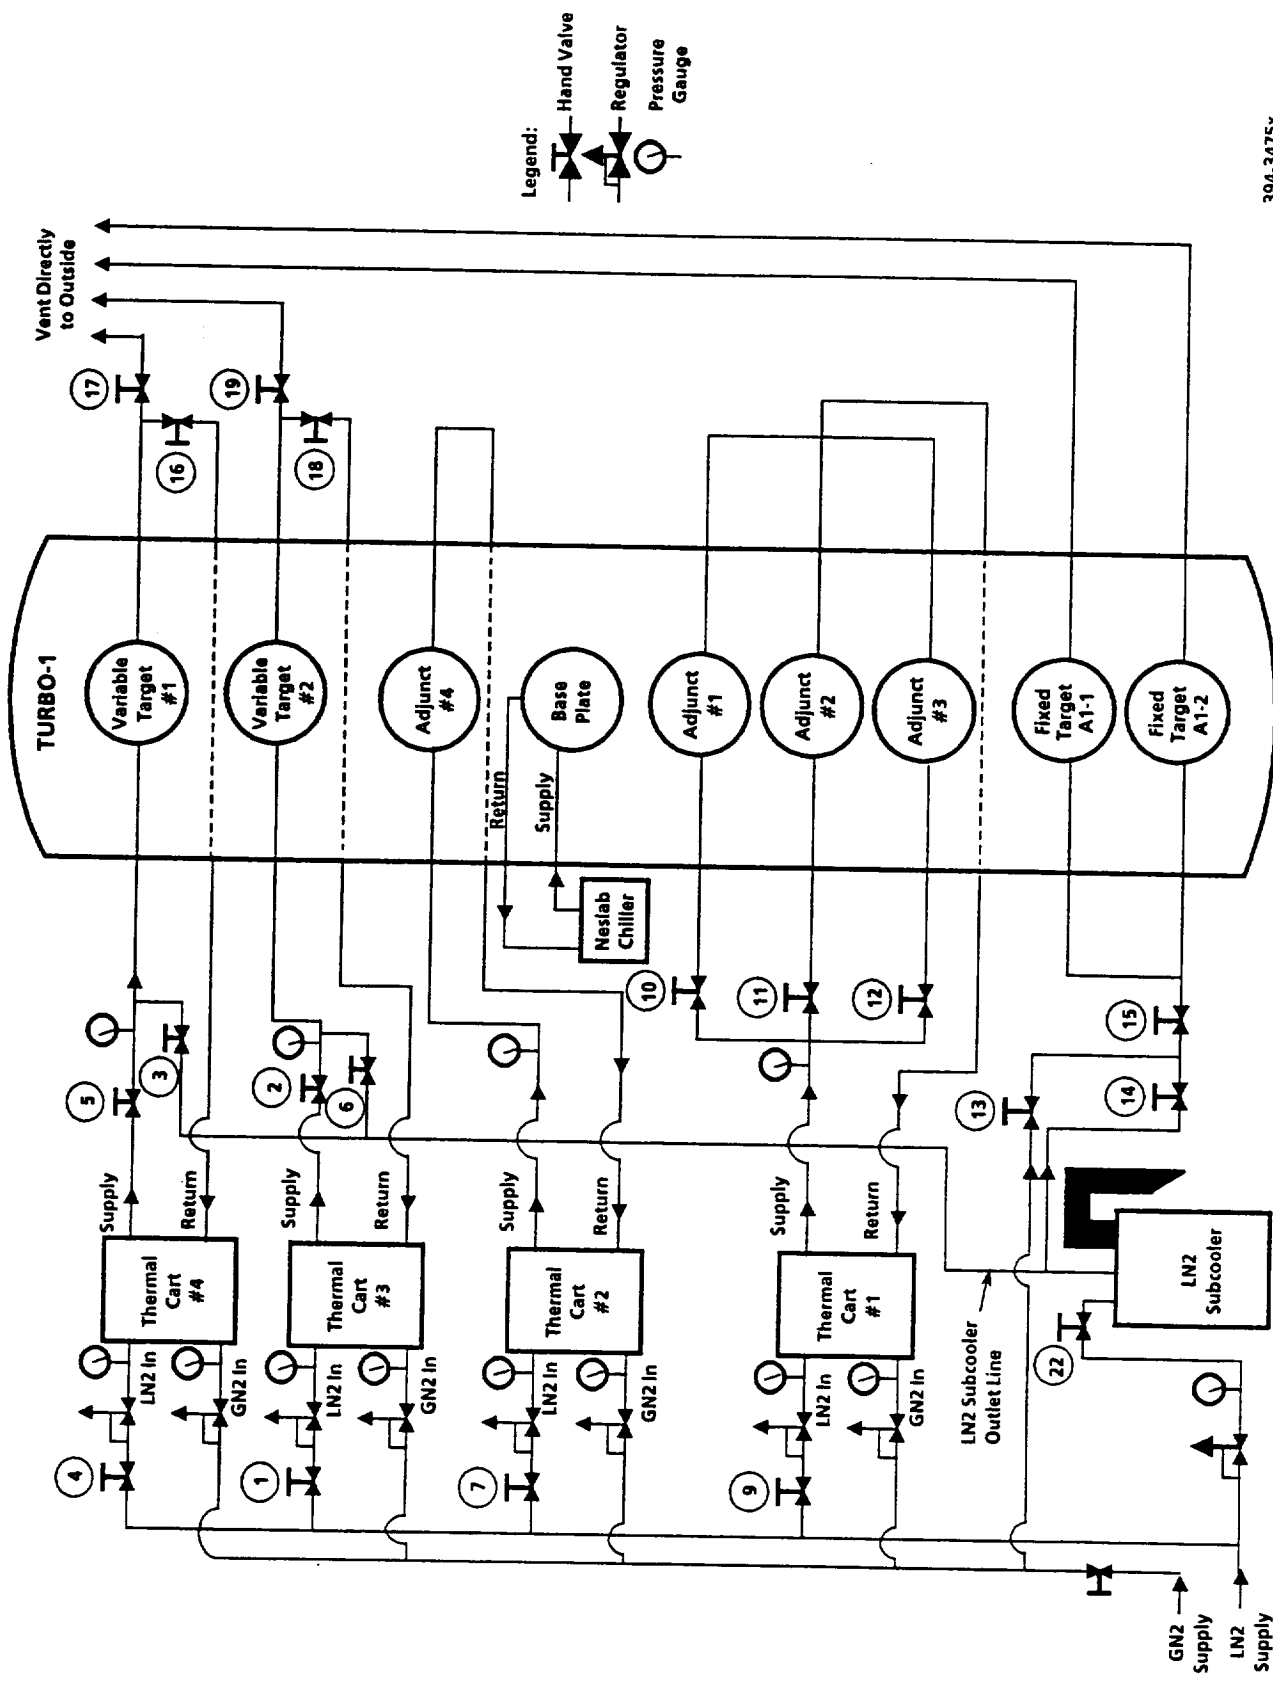 Vent Directly
to Outside
Legend:
Hand Valve
Regulator
Pressure
Gauge
17
16
19
18
TURBO-1
Variable
Target
#1
Variable
Target
#2
Adjunct
#4
Base
Plate
Adjunct
#1
Adjunct
#2
Adjunct
#3
Fixed
Target
A1-1
Fixed
Target
A1-2
Return
Supply
Neslab
Chiller
10
11
12
5
3
2
6
13
15
14
Supply
Return
Supply
Return
Supply
Return
Supply
Return
Thermal
Cart
#4
Thermal
Cart
#3
Thermal
Cart
#2
Thermal
Cart
#1
LN2
Subcooler
LN2 In
GN2 In
LN2 In
GN2 In
LN2 In
GN2 In
LN2 In
GN2 In
LN2 Subcooler
Outlet Line
22
4
1
7
9
GN2
Supply
LN2
Supply